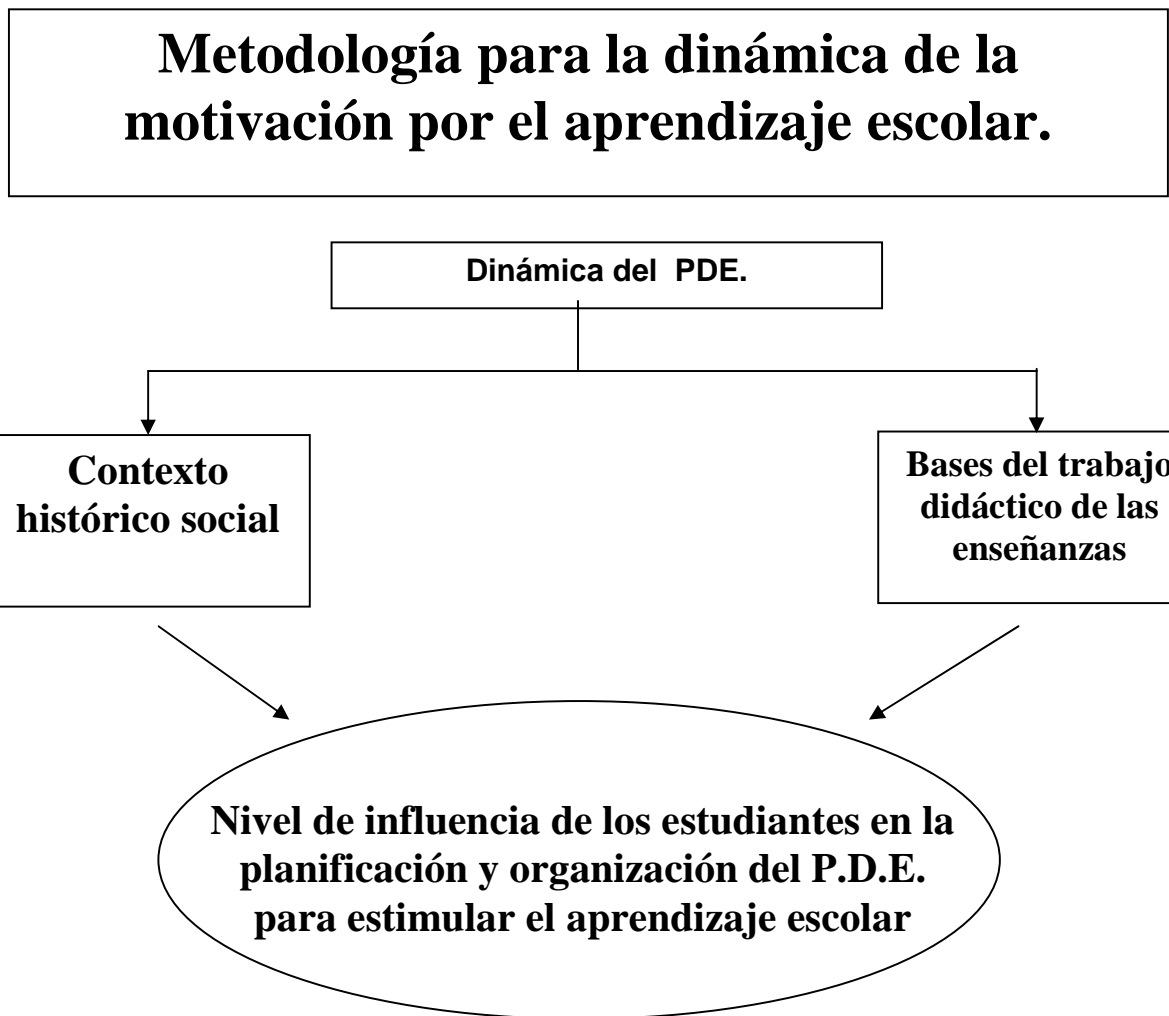 Metodología para la dinámica de la
motivación por el aprendizaje escolar.
Dinámica del PDE.
Contexto
histórico social
Bases del trabajo
didáctico de las
enseñanzas
Nivel de influencia de los estudiantes en la
planificación y organización del P.D.E.
para estimular el aprendizaje escolar